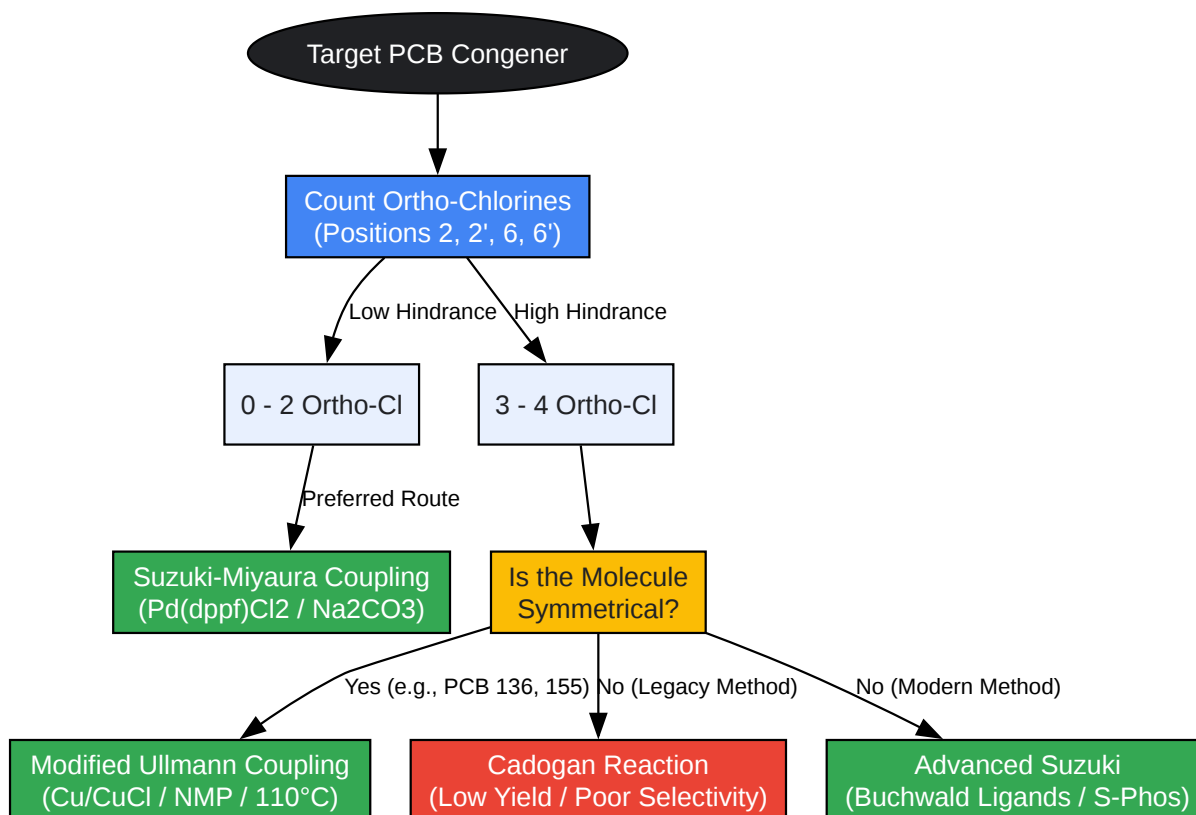 Target PCB Congener
Count Ortho-Chlorines
(Positions 2, 2', 6, 6')
Low Hindrance
High Hindrance
0 - 2 Ortho-Cl
3 - 4 Ortho-Cl
Preferred Route
Suzuki-Miyaura Coupling
(Pd(dppf)Cl2 / Na2CO3)
Is the Molecule
Symmetrical?
Yes (e.g., PCB 136, 155)
No (Legacy Method)
No (Modern Method)
Modified Ullmann Coupling
(Cu/CuCl / NMP / 110°C)
Cadogan Reaction
(Low Yield / Poor Selectivity)
Advanced Suzuki
(Buchwald Ligands / S-Phos)